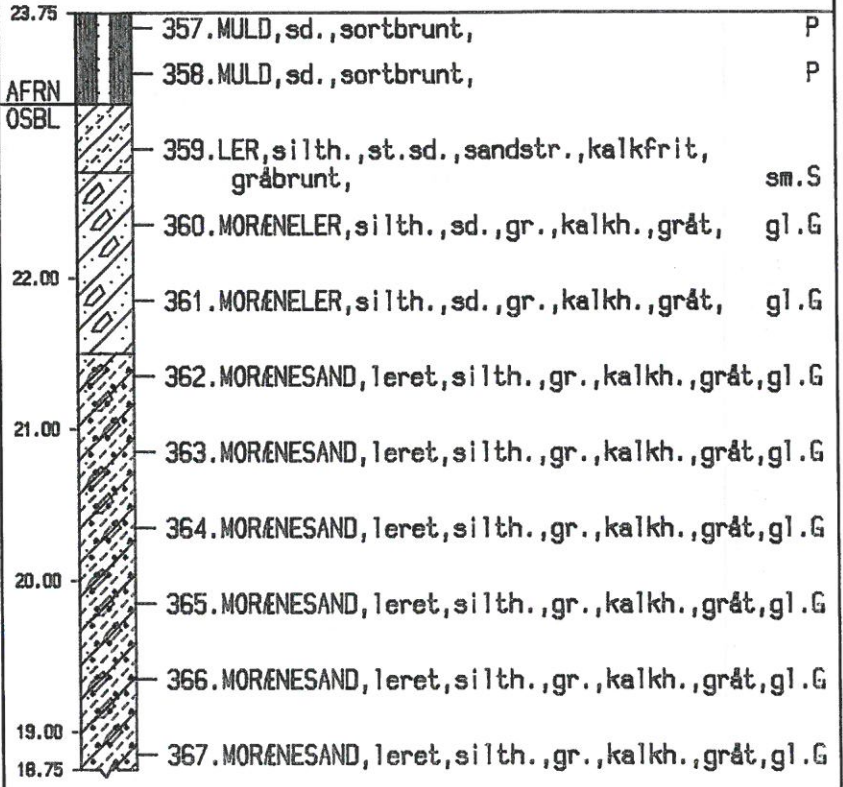 23.75
357.MULD,sd.,sortbrunt, P
358.MULD,sd.,sortbrunt, P
AFRN
OSBL
359.LER,silth.,st.sd.,sandstr.,kalkfrit,
gråbrunt, sm.S
360.MORÆNELER,silth.,sd.,gr.,kalkh.,gråt, gl.G
22.00
361.MORÆNELER,silth.,sd.,gr.,kalkh.,gråt, gl.G
362.MORÆNESAND,leret,silth.,gr.,kalkh.,gråt,gl.G
21.00
363.MORÆNESAND,leret,silth.,gr.,kalkh.,gråt,gl.G
364.MORÆNESAND,leret,silth.,gr.,kalkh.,gråt,gl.G
20.00
365.MORÆNESAND,leret,silth.,gr.,kalkh.,gråt,gl.G
366.MORÆNESAND,leret,silth.,gr.,kalkh.,gråt,gl.G
19.00
367.MORÆNESAND,leret,silth.,gr.,kalkh.,gråt,gl.G
18.75